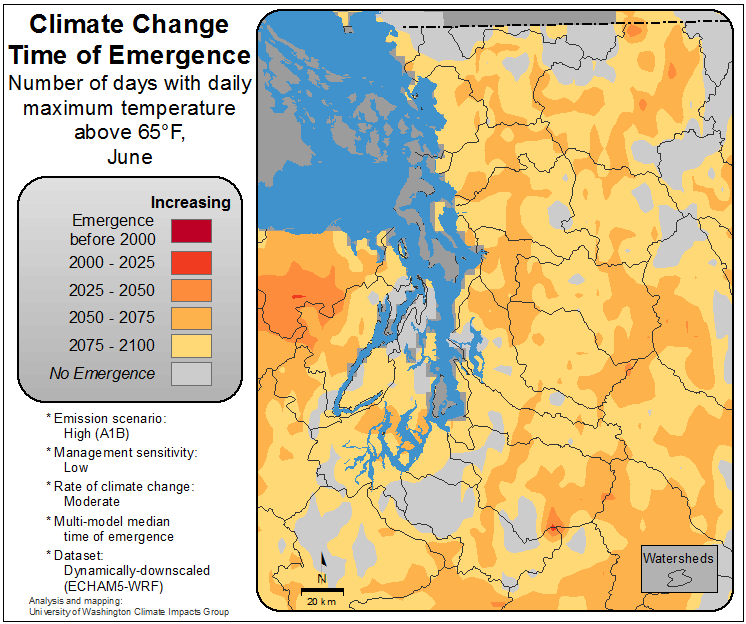 Climate Change
Time of Emergence
Number of days with daily
maximum temperature
above 65°F,
June
Increasing
Emergence
before 2000
2000 - 2025
2025 - 2050
2050 - 2075
2075 - 2100
No Emergence
* Emission scenario:
High (A1B)
* Management sensitivity:
Low
* Rate of climate change:
Moderate
* Multi-model median
time of emergence
* Dataset:
Dynamically-downscaled
(ECHAM5-WRF)
Analysis and mapping:
University of Washington Climate Impacts Group
N
20 km
Watersheds